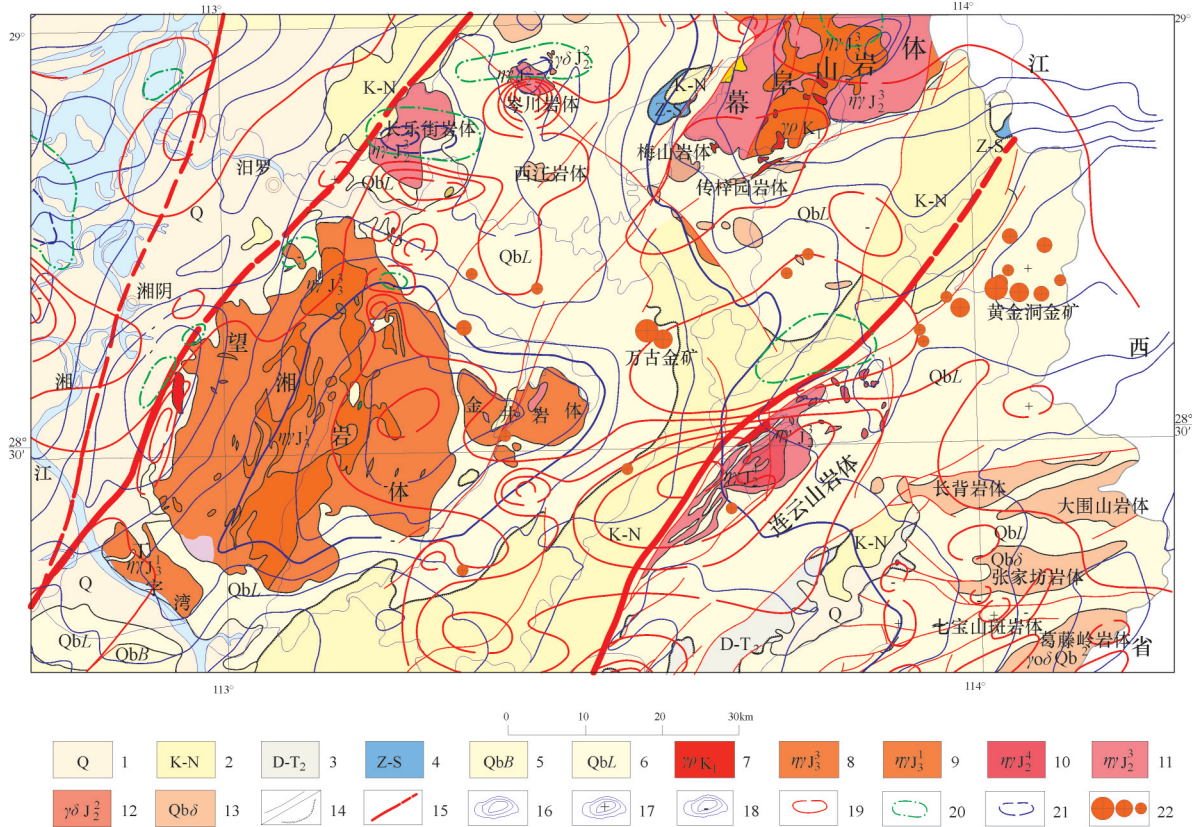 113°
114°
29°
29°
江
K-N
γδJ₂²
岑川岩体
幕阜山岩体
ηγJ₂³
γρK
K-N
Z-S
Z-S
长乐街岩体
汨罗
QbL
西江岩体
梅山岩体
传梓园岩体
K-N
Q
QbL
QbL
湘阴
ηγJ₃³
黄金洞金矿
万古金矿
西
湘
望湘岩体
金井岩体
QbL
ηγJ₃¹
28°
30′
28°
30′
江
连云山岩体
长背岩体
大围山岩体
K-N
K-N
QbL
Qbδ
张家坊岩体
丁字湾
ηγJ₃¹
Q
QbL
Q
七宝山斑岩体
葛藤岭岩体
省
QbL
QbB
D-T₂
γoδQb²
113°
114°
0 10 20 30km
Q 1 K-N 2 D-T₂ 3 Z-S 4 QbB 5 QbL 6 γρK₁ 7 ηγJ₃³ 8 ηγJ₃¹ 9 ηγJ₂⁴ 10 ηγJ₂³ 11
γδJ₂² 12 Qbδ 13 14 15 16 + 17 - 18 19 20 21 22